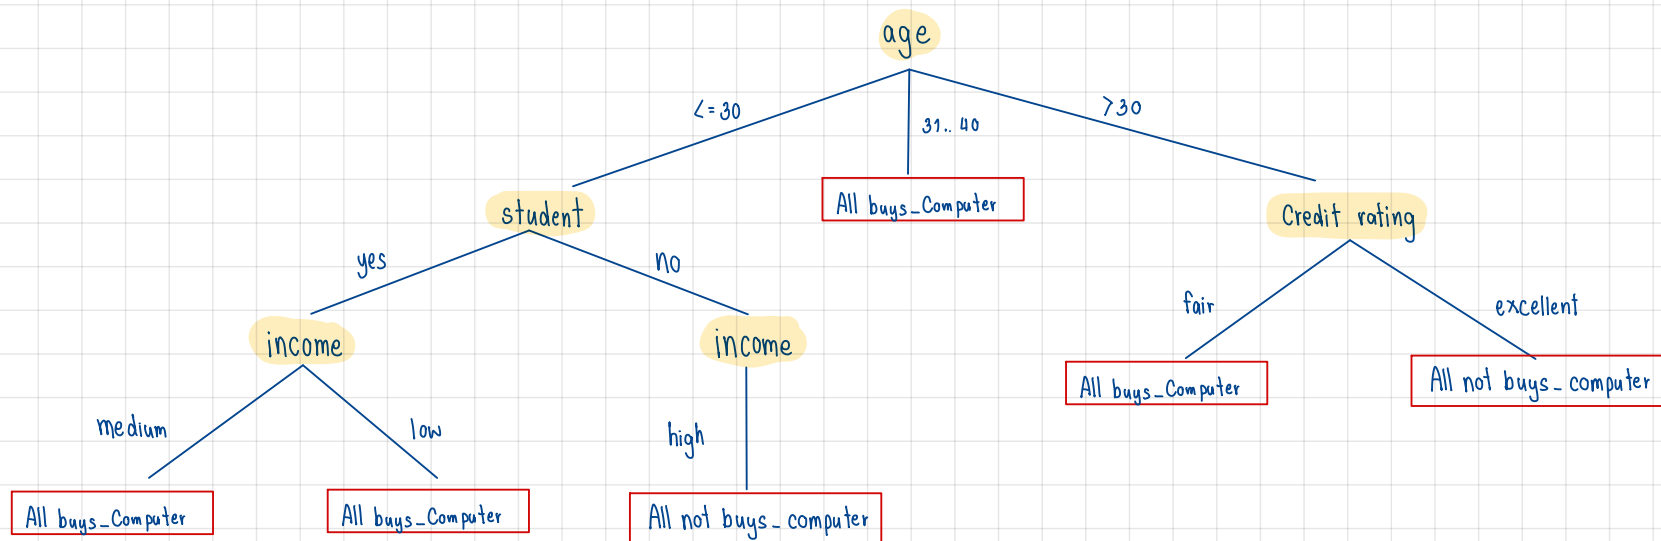 age
<=30
31..40
>30
All buys_Computer
student
Credit rating
yes
no
fair
excellent
income
income
All buys_Computer
All not buys_computer
medium
low
high
All buys_Computer
All buys_Computer
All not buys_computer